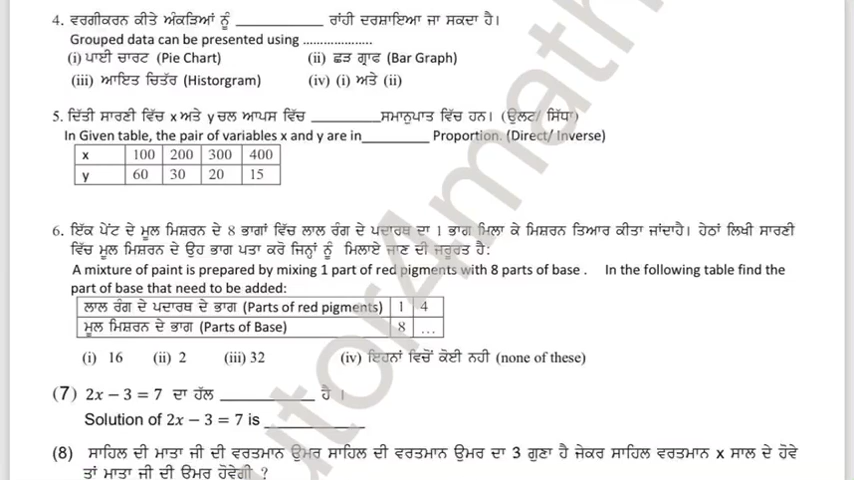 4. ਵਰਗੀਕਰਨ ਕੀਤੇ ਅੰਕੜਿਆਂ ਨੂੰ ____________ ਰਾਂਹੀ ਦਰਸ਼ਾਇਆ ਜਾ ਸਕਦਾ ਹੈ।
Grouped data can be presented using ....................
(i) ਪਾਈ ਚਾਰਟ (Pie Chart) (ii) ਛੜ ਗ੍ਰਾਫ (Bar Graph)
(iii) ਆਇਤ ਚਿਤੱਰ (Historgram) (iv) (i) ਅਤੇ (ii)
5. ਦਿੱਤੀ ਸਾਰਣੀ ਵਿੱਚ x ਅਤੇ y ਚਲ ਆਪਸ ਵਿੱਚ __________ਸਮਾਨੁਪਾਤ ਵਿੱਚ ਹਨ। (ਉਲਟ/ ਸਿੱਧਾ)
In Given table, the pair of variables x and y are in__________ Proportion. (Direct/ Inverse)
x 100 200 300 400
y 60 30 20 15
6. ਇੱਕ ਪੇਂਟ ਦੇ ਮੂਲ ਮਿਸ਼ਰਨ ਦੇ 8 ਭਾਗਾਂ ਵਿੱਚ ਲਾਲ ਰੰਗ ਦੇ ਪਦਾਰਥ ਦਾ 1 ਭਾਗ ਮਿਲਾ ਕੇ ਮਿਸ਼ਰਨ ਤਿਆਰ ਕੀਤਾ ਜਾਂਦਾਹੈ। ਹੇਠਾਂ ਲਿਖੀ ਸਾਰਣੀ
ਵਿੱਚ ਮੂਲ ਮਿਸ਼ਰਨ ਦੇ ਉਹ ਭਾਗ ਪਤਾ ਕਰੋ ਜਿਨ੍ਹਾਂ ਨੂੰ ਮਿਲਾਏ ਜਾਣ ਦੀ ਜਰੂਰਤ ਹੈ:
A mixture of paint is prepared by mixing 1 part of red pigments with 8 parts of base . In the following table find the
part of base that need to be added:
ਲਾਲ ਰੰਗ ਦੇ ਪਦਾਰਥ ਦੇ ਭਾਗ (Parts of red pigments) 1 4
ਮੂਲ ਮਿਸ਼ਰਨ ਦੇ ਭਾਗ (Parts of Base) 8 ...
(i) 16 (ii) 2 (iii) 32 (iv) ਇਹਨਾਂ ਵਿਚੋਂ ਕੋਈ ਨਹੀ (none of these)
(7) 2x − 3 = 7 ਦਾ ਹੱਲ ______________ ਹੈ ।
Solution of 2x − 3 = 7 is ______________
(8) ਸਾਹਿਲ ਦੀ ਮਾਤਾ ਜੀ ਦੀ ਵਰਤਮਾਨ ਉਮਰ ਸਾਹਿਲ ਦੀ ਵਰਤਮਾਨ ਉਮਰ ਦਾ 3 ਗੁਣਾ ਹੈ ਜੇਕਰ ਸਾਹਿਲ ਵਰਤਮਾਨ x ਸਾਲ ਦੇ ਹੋਵੇ
ਤਾਂ ਮਾਤਾ ਜੀ ਦੀ ਉਮਰ ਹੋਵੇਗੀ ?
utor4math